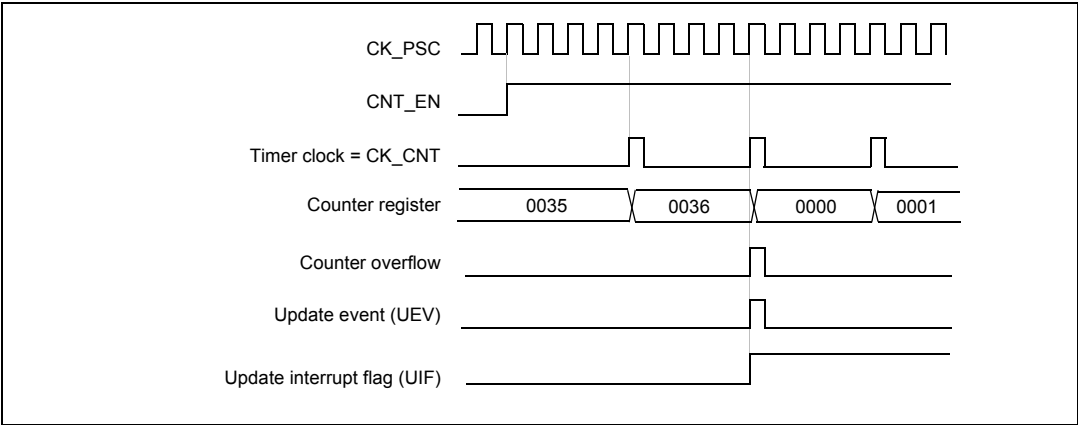 CK_PSC
CNT_EN
Timer clock = CK_CNT
Counter register 0035 0036 0000 0001
Counter overflow
Update event (UEV)
Update interrupt flag (UIF)